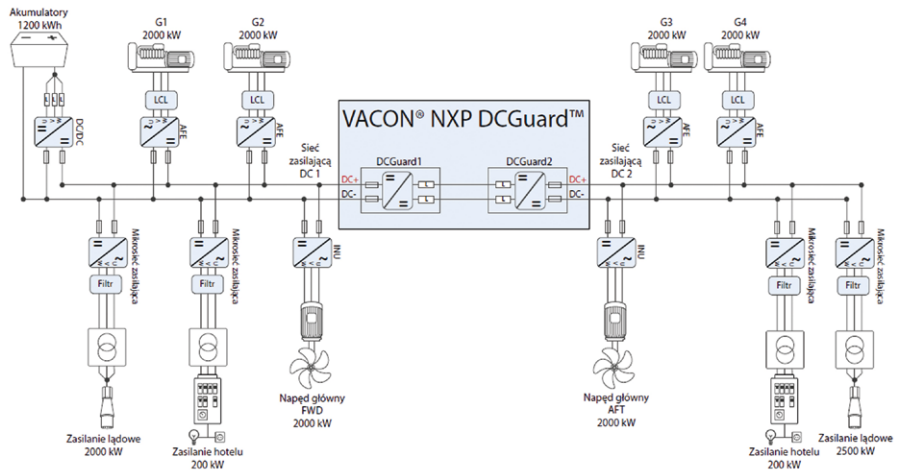 Akumulatory
1200 kWh
G1
2000 kW
G2
2000 kW
G3
2000 kW
G4
2000 kW
L L L
LCL
LCL
LCL
LCL
U V W
DC/DC
U V W
AFE
U V W
AFE
U V W
AFE
U V W
AFE
VACON® NXP DCGuard™
Sieć
zasilającą
DC 1
DCGuard1
DCGuard2
Sieć
zasilającą
DC 2
DC+
DC-
L
L
L
L
DC+
DC-
U V W
Mikrosieć zasilająca
U V W
Mikrosieć zasilająca
U V W
INU
U V W
INU
U V W
Mikrosieć zasilająca
U V W
Mikrosieć zasilająca
Filtr
Filtr
Filtr
Filtr
Zasilanie lądowe
2000 kW
Zasilanie hotelu
200 kW
Napęd główny
FWD
2000 kW
Napęd główny
AFT
2000 kW
Zasilanie hotelu
200 kW
Zasilanie lądowe
2500 kW